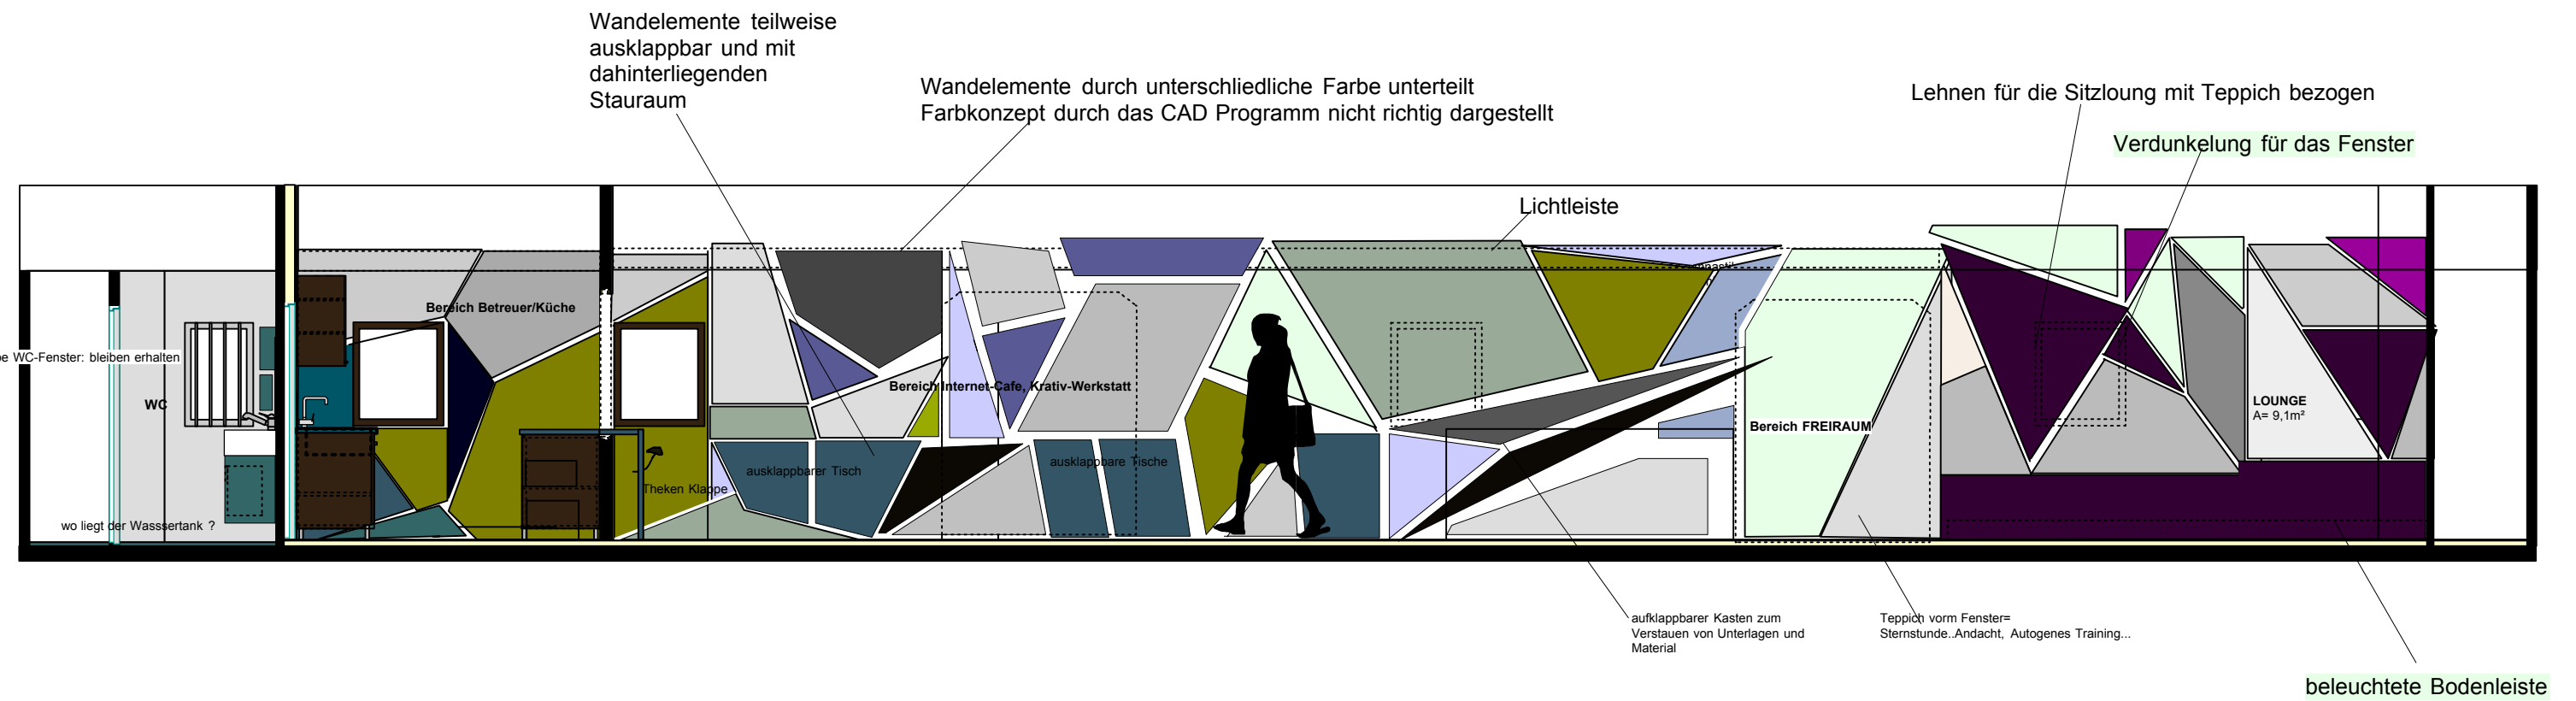 Wandelemente teilweise
ausklappbar und mit
dahinterliegenden
Stauraum
Wandelemente durch unterschiedliche Farbe unterteilt
Farbkonzept durch das CAD Programm nicht richtig dargestellt
Lehnen für die Sitzloung mit Teppich bezogen
Verdunkelung für das Fenster
Lichtleiste
Bereich Betreuer/Küche
WC-Fenster: bleiben erhalten
WC
Bereich Internet-Cafe, Krativ-Werkstatt
LOUNGE
A= 9,1m²
Bereich FREIRAUM
ausklappbarer Tisch
ausklappbare Tische
Theken Klappe
wo liegt der Wasssertank ?
aufklappbarer Kasten zum
Verstauen von Unterlagen und
Material
Teppich vorm Fenster=
Sternstunde..Andacht, Autogenes Training...
beleuchtete Bodenleiste